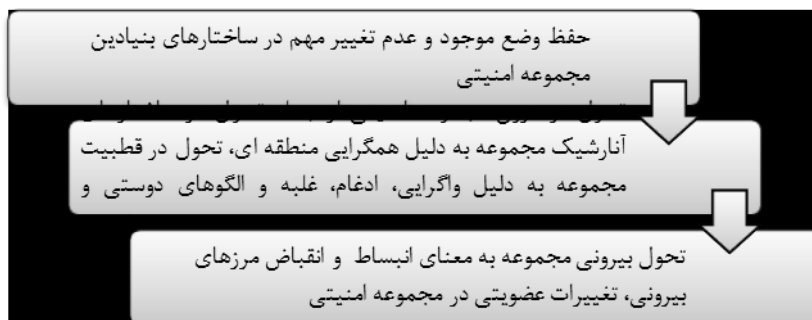 حفظ وضع موجود و عدم تغییر مهم در ساختارهای بنیادین
مجموعه امنیتی
آنارشیک مجموعه به دلیل همگرایی منطقه ای، تحول در قطبیت
مجموعه به دلیل واگرایی، ادغام، غلبه و الگوهای دوستی و
تحول بیرونی مجموعه به معنای انبساط و انقباض مرزهای
بیرونی، تغییرات عضویتی در مجموعه امنیتی